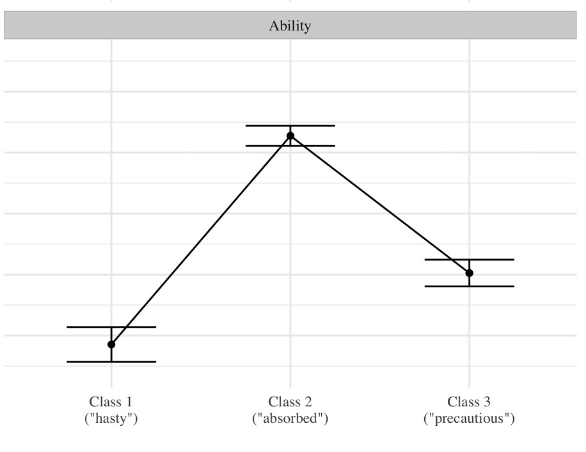 Ability
Class 1
("hasty")
Class 2
("absorbed")
Class 3
("precautious")